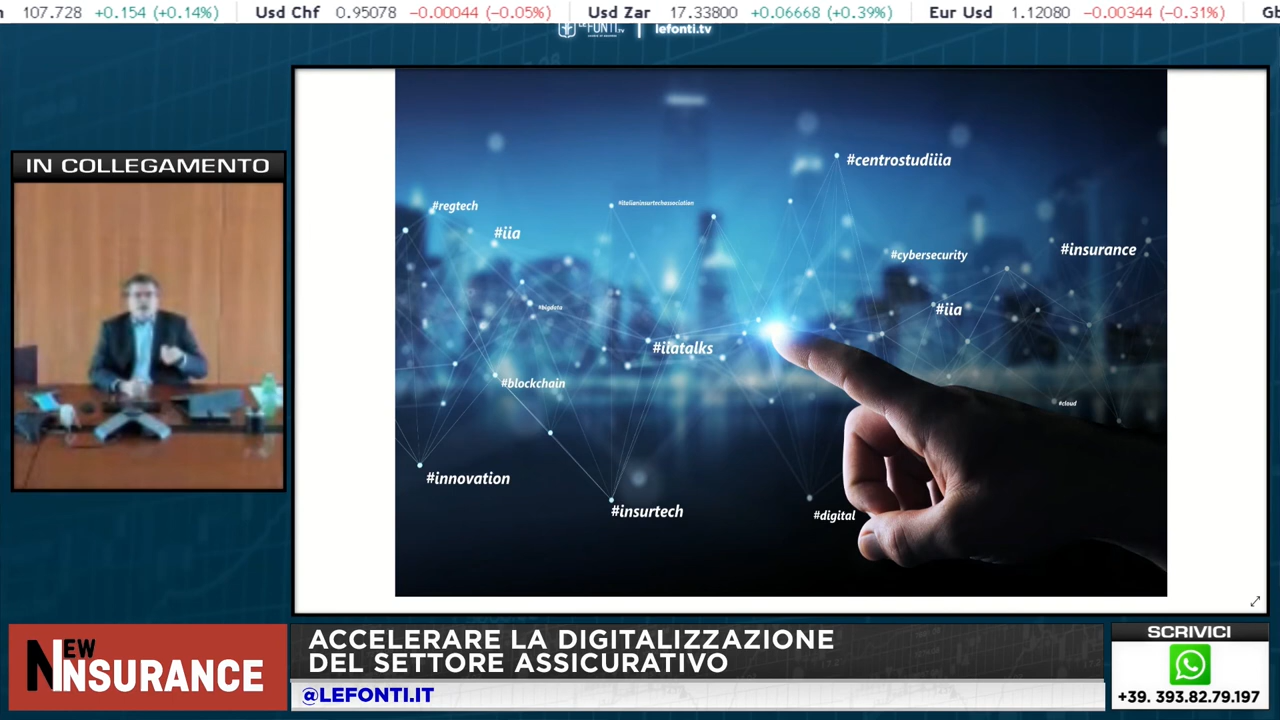 107.728 +0.154 (+0.14%) Usd Chf 0.95078 −0.00044 (−0.05%) Usd Zar 17.33800 +0.06668 (+0.39%) Eur Usd 1.12080 −0.00344 (−0.31%)
lefonti.tv
IN COLLEGAMENTO
#centrostudiiia
#italianinsurtechassociation
#regtech
#iia
#insurance
#cybersecurity
#bigdata
#iia
#iiatalks
#blockchain
#cloud
#innovation
#insurtech
#digital
NEW INSURANCE
ACCELERARE LA DIGITALIZZAZIONE
DEL SETTORE ASSICURATIVO
@LEFONTI.IT
SCRIVICI
+39. 393.82.79.197